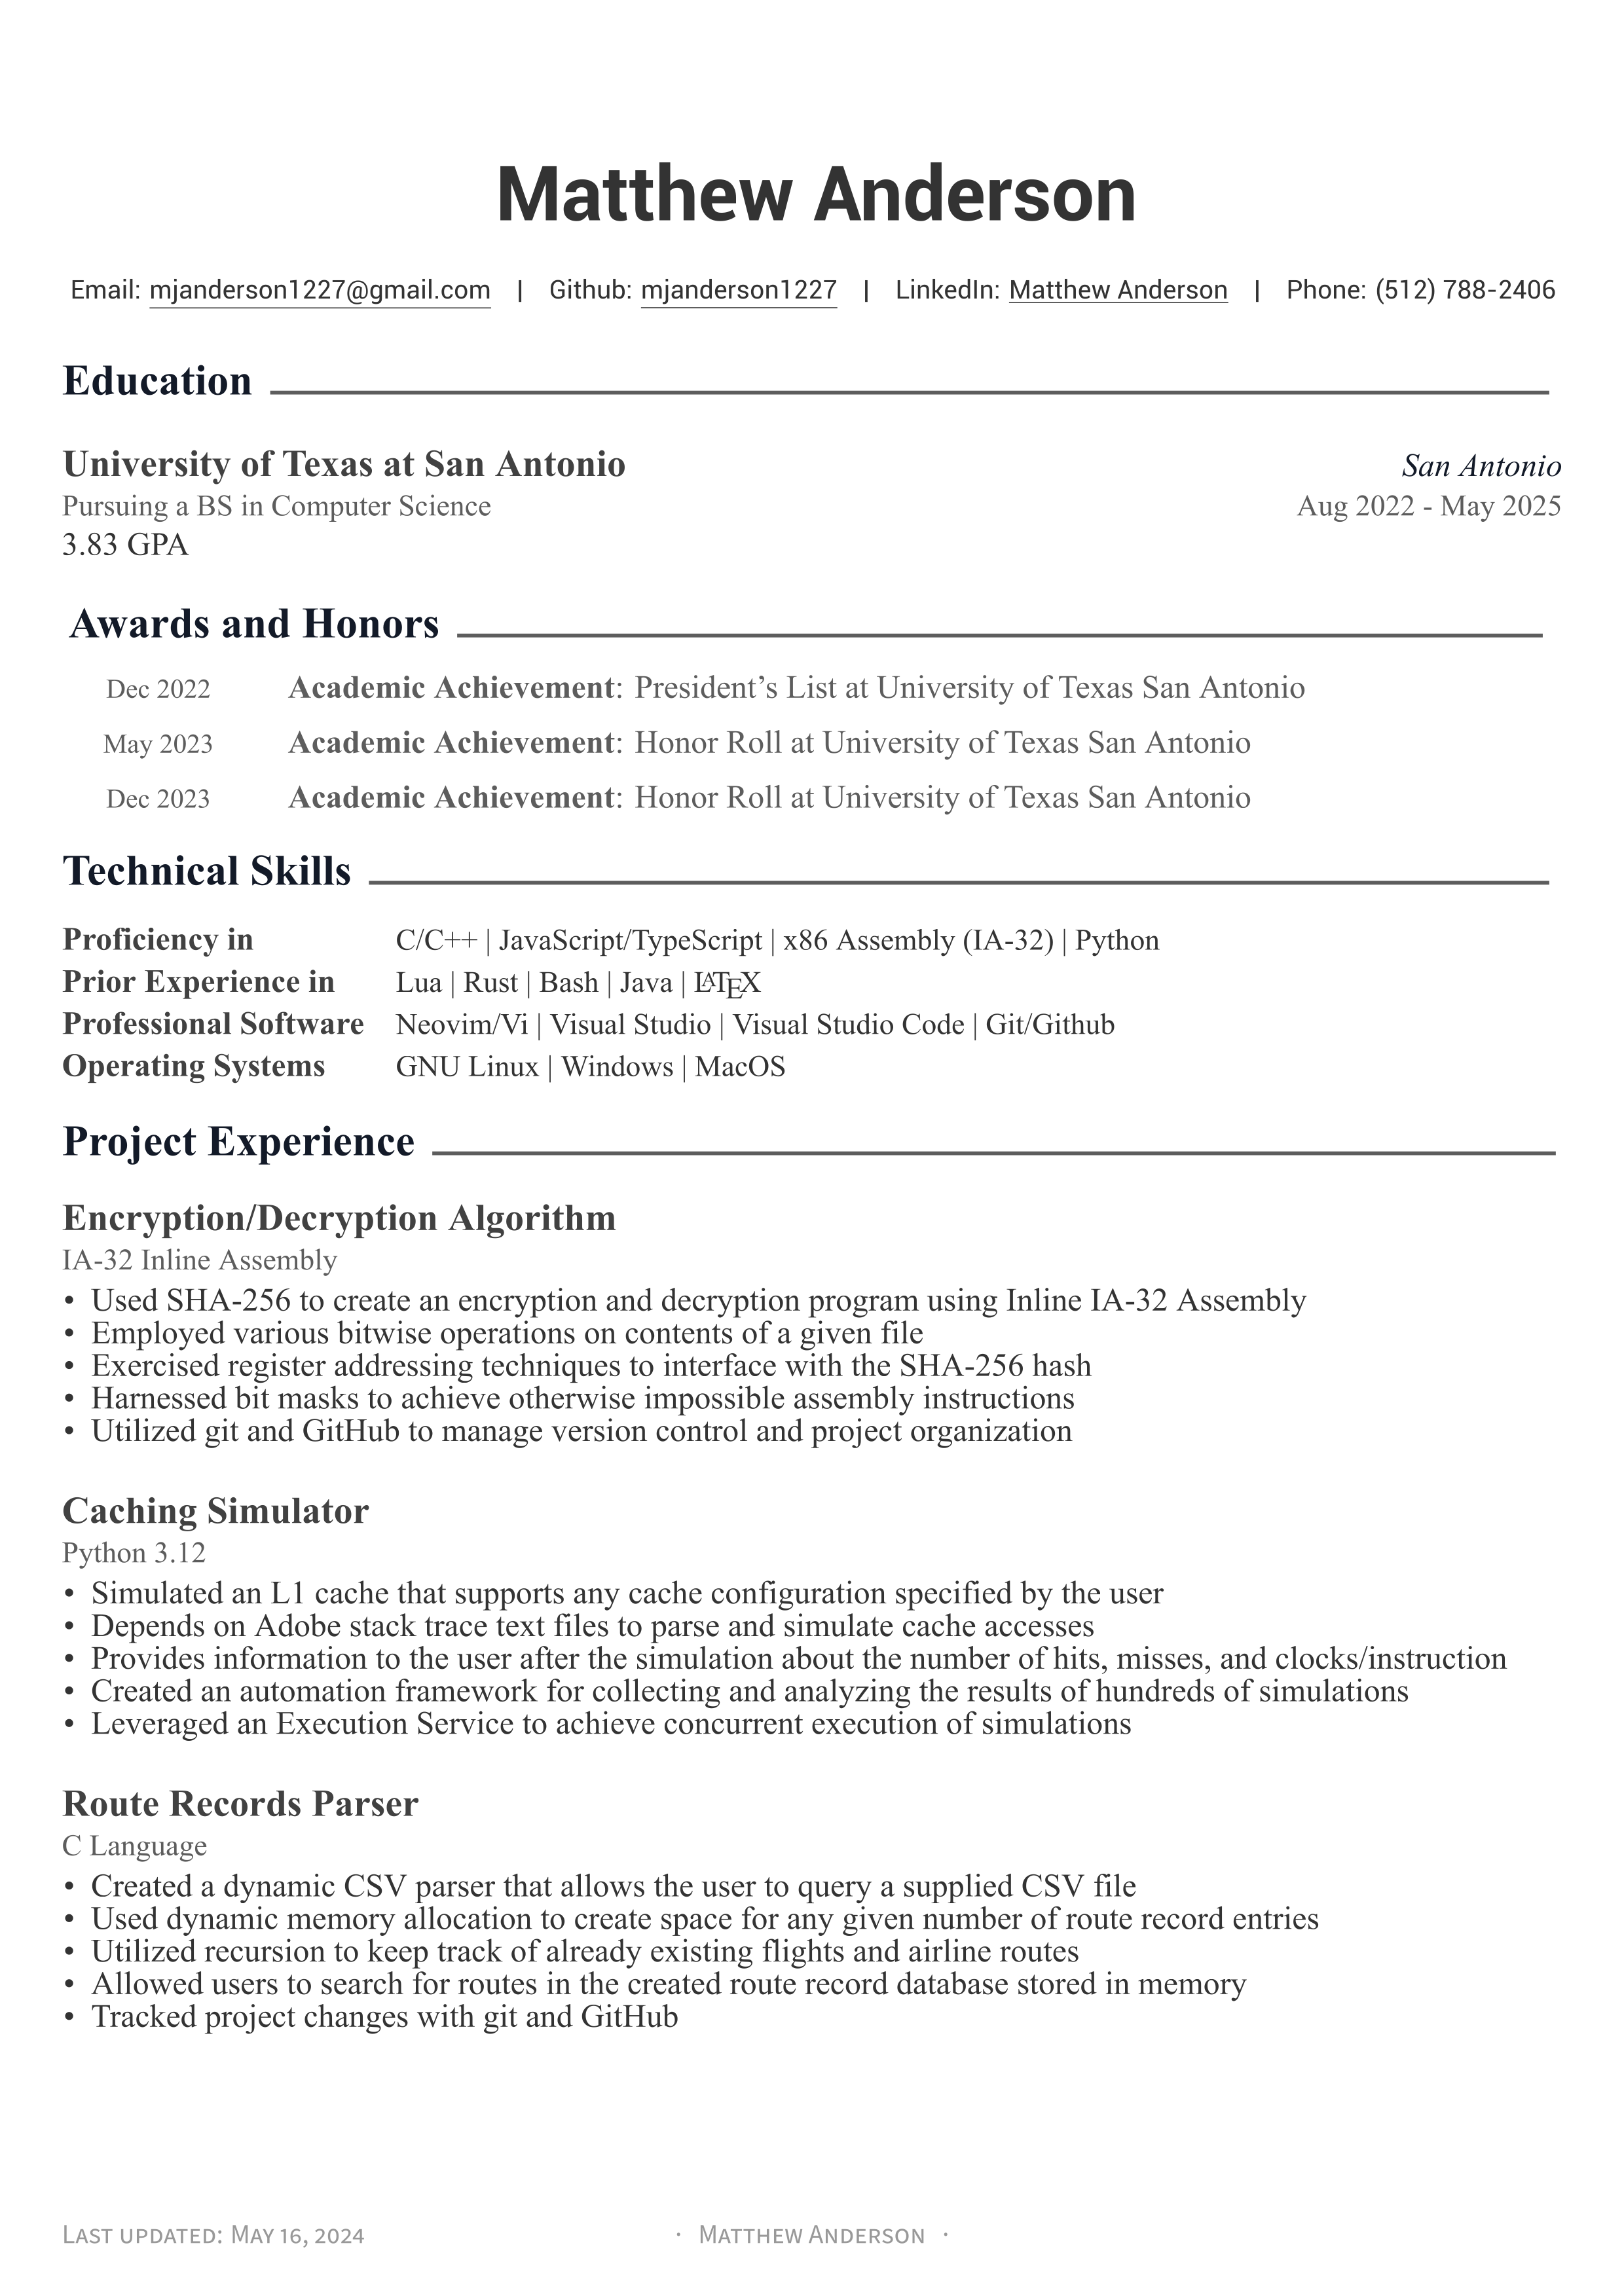 Matthew Anderson
Email: mjanderson1227@gmail.com | Github: mjanderson1227 | LinkedIn: Matthew Anderson | Phone: (512) 788-2406
Education
University of Texas at San Antonio San Antonio
Pursuing a BS in Computer Science Aug 2022 - May 2025
3.83 GPA
Awards and Honors
Dec 2022 Academic Achievement: President’s List at University of Texas San Antonio
May 2023 Academic Achievement: Honor Roll at University of Texas San Antonio
Dec 2023 Academic Achievement: Honor Roll at University of Texas San Antonio
Technical Skills
Proficiency in C/C++ | JavaScript/TypeScript | x86 Assembly (IA-32) | Python
Prior Experience in Lua | Rust | Bash | Java | LATEX
Professional Software Neovim/Vi | Visual Studio | Visual Studio Code | Git/Github
Operating Systems GNU Linux | Windows | MacOS
Project Experience
Encryption/Decryption Algorithm
IA-32 Inline Assembly
• Used SHA-256 to create an encryption and decryption program using Inline IA-32 Assembly
• Employed various bitwise operations on contents of a given file
• Exercised register addressing techniques to interface with the SHA-256 hash
• Harnessed bit masks to achieve otherwise impossible assembly instructions
• Utilized git and GitHub to manage version control and project organization
Caching Simulator
Python 3.12
• Simulated an L1 cache that supports any cache configuration specified by the user
• Depends on Adobe stack trace text files to parse and simulate cache accesses
• Provides information to the user after the simulation about the number of hits, misses, and clocks/instruction
• Created an automation framework for collecting and analyzing the results of hundreds of simulations
• Leveraged an Execution Service to achieve concurrent execution of simulations
Route Records Parser
C Language
• Created a dynamic CSV parser that allows the user to query a supplied CSV file
• Used dynamic memory allocation to create space for any given number of route record entries
• Utilized recursion to keep track of already existing flights and airline routes
• Allowed users to search for routes in the created route record database stored in memory
• Tracked project changes with git and GitHub
Last updated: May 16, 2024 · Matthew Anderson ·